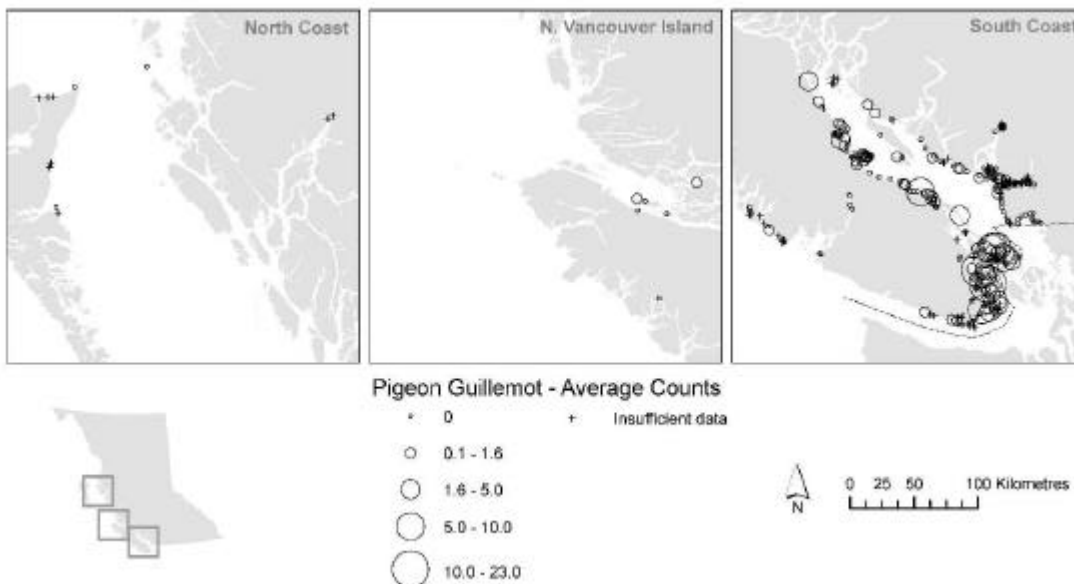 North Coast
N. Vancouver Island
South Coast
Pigeon Guillemot - Average Counts
0
+ Insufficient data
0.1 - 1.6
1.6 - 5.0
5.0 - 10.0
10.0 - 23.0
N
0 25 50 100 Kilometres